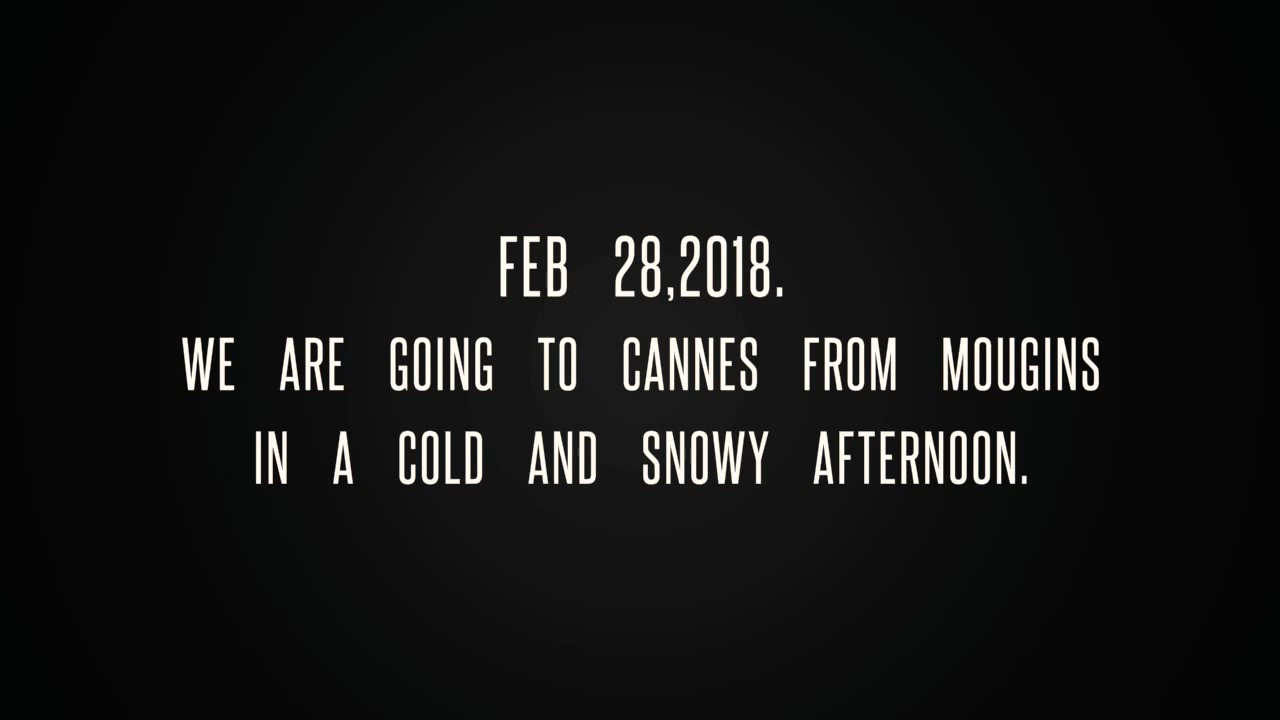 FEB 28,2018.
WE ARE GOING TO CANNES FROM MOUGINS
IN A COLD AND SNOWY AFTERNOON.